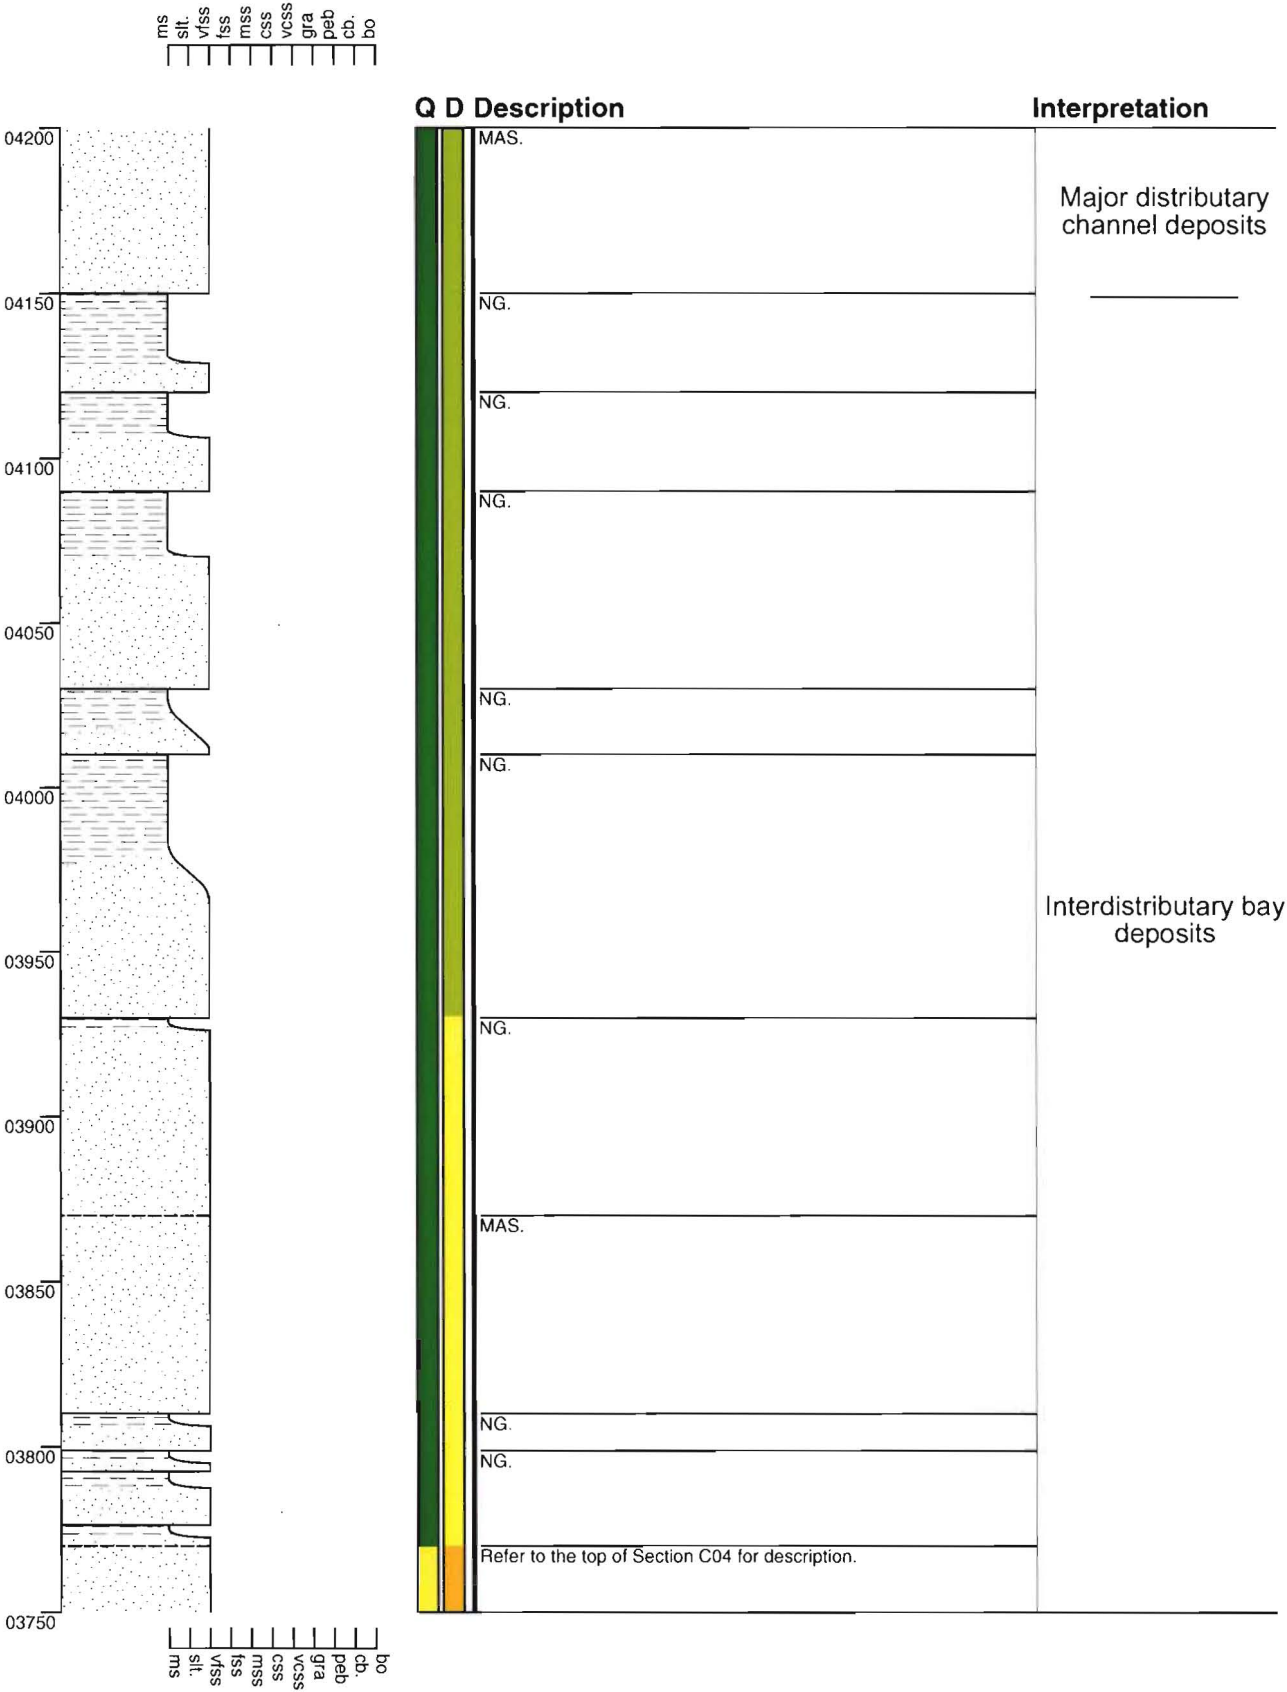 ms slt. vfss fss mss css vcss gra peb cb. bo
Q D Description Interpretation
04200
MAS.
Major distributary
channel deposits
04150
NG.
NG.
04100
NG.
04050
NG.
NG.
04000
Interdistributary bay
deposits
03950
NG.
03900
MAS.
03850
NG.
03800
NG.
Refer to the top of Section C04 for description.
03750
ms slt. vfss fss mss css vcss gra peb cb. bo